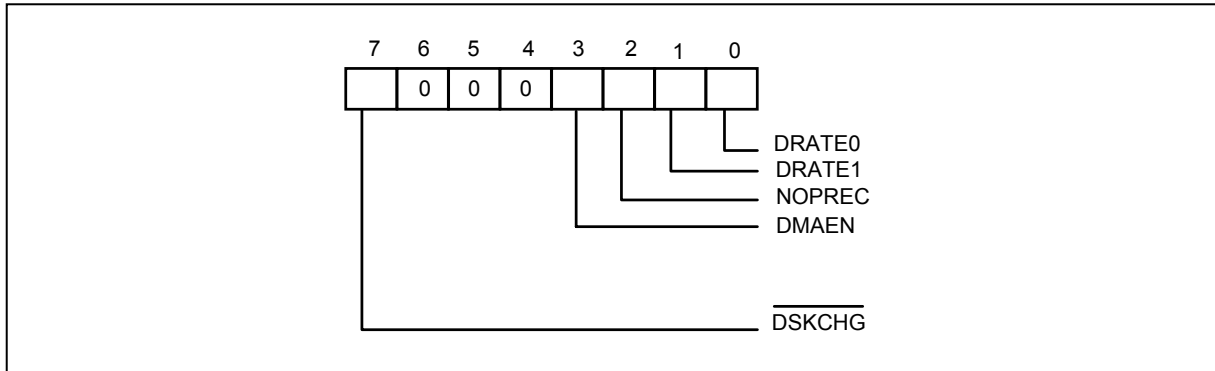 7 6 5 4 3 2 1 0
0 0 0
DRATE0
DRATE1
NOPREC
DMAEN
DSKCHG